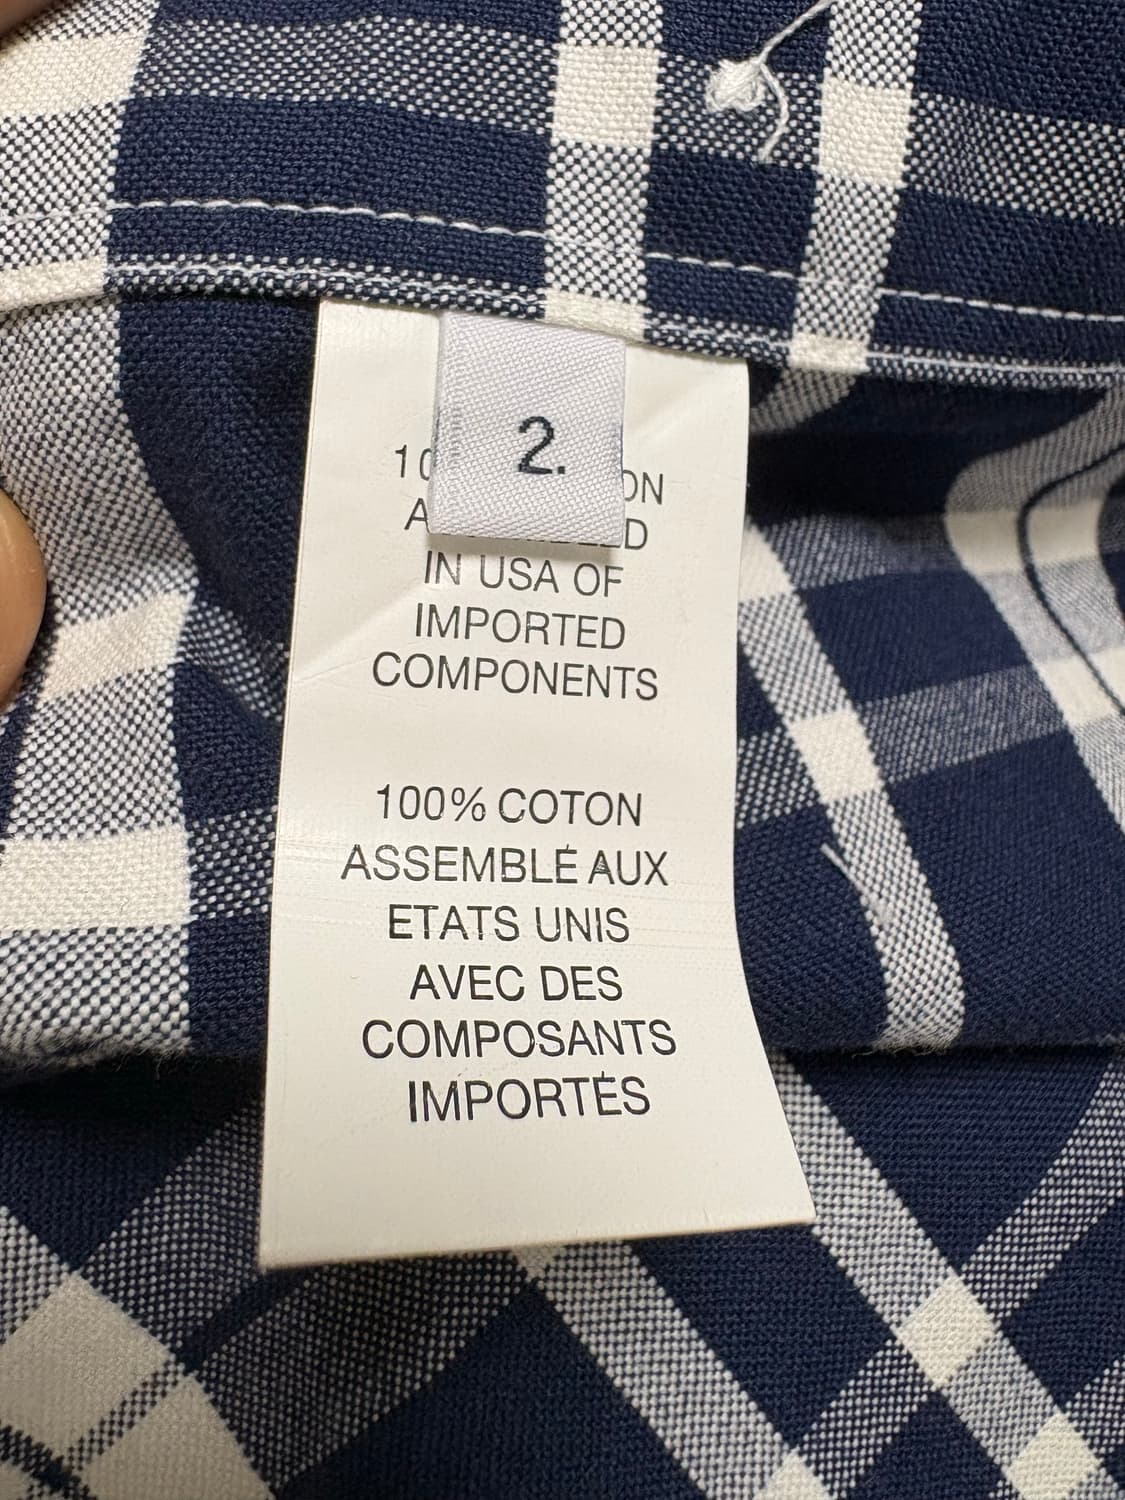 2.
IN USA OF
IMPORTED
COMPONENTS
100% COTON
ASSEMBLÉ AUX
ETATS UNIS
AVEC DES
COMPOSANTS
IMPORTÉS